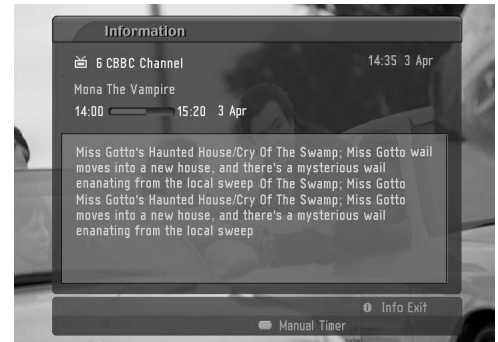 Information
6 CBBC Channel 14:35 3 Apr
Mona The Vampire
14:00 15:20 3 Apr
Miss Gotto's Haunted House/Cry Of The Swamp; Miss Gotto wail
moves into a new house, and there's a mysterious wail
enanating from the local sweep Of The Swamp; Miss Gotto
Miss Gotto's Haunted House/Cry Of The Swamp; Miss Gotto
moves into a new house, and there's a mysterious wail
enanating from the local sweep
Info Exit
Manual Timer